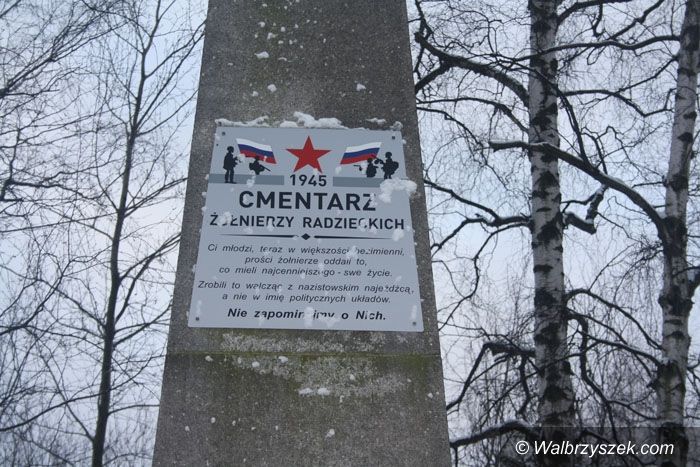 1945
CMENTARZ
ŻOŁNIERZY RADZIECKICH
Ci młodzi, teraz w większości bezimienni,
prości żołnierze oddali to,
co mieli najcenniejszego - swe życie.
Zrobili to walcząc z nazistowskim najeźdźcą,
a nie w imię politycznych układów.
Nie zapomnimy o Nich.
© Walbrzyszek.com